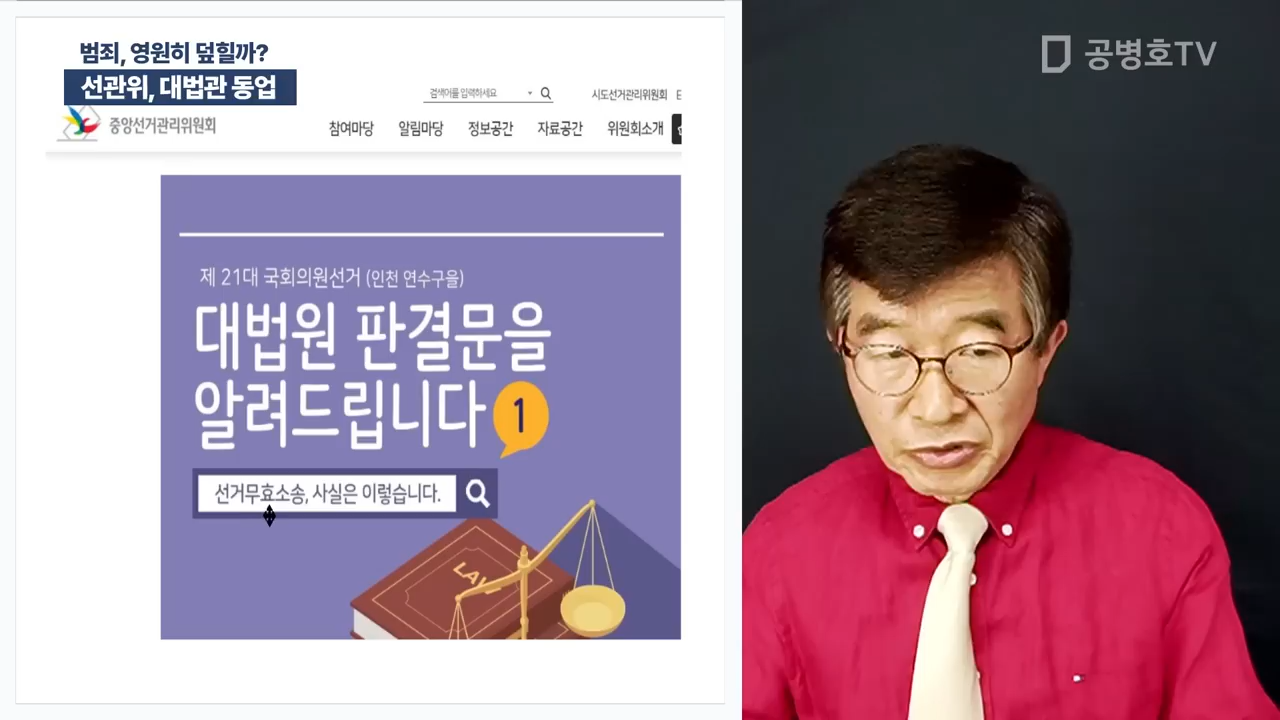 범죄, 영원히 덮힐까?
선관위, 대법관 동업
공병호TV
검색어를 입력하세요
시도선거관리위원회 E
중앙선거관리위원회
참여마당 알림마당 정보공간 자료공간 위원회소개
제 21대 국회의원선거 (인천 연수구을)
대법원 판결문을
알려드립니다 1
선거무효소송, 사실은 이렇습니다.
LAW